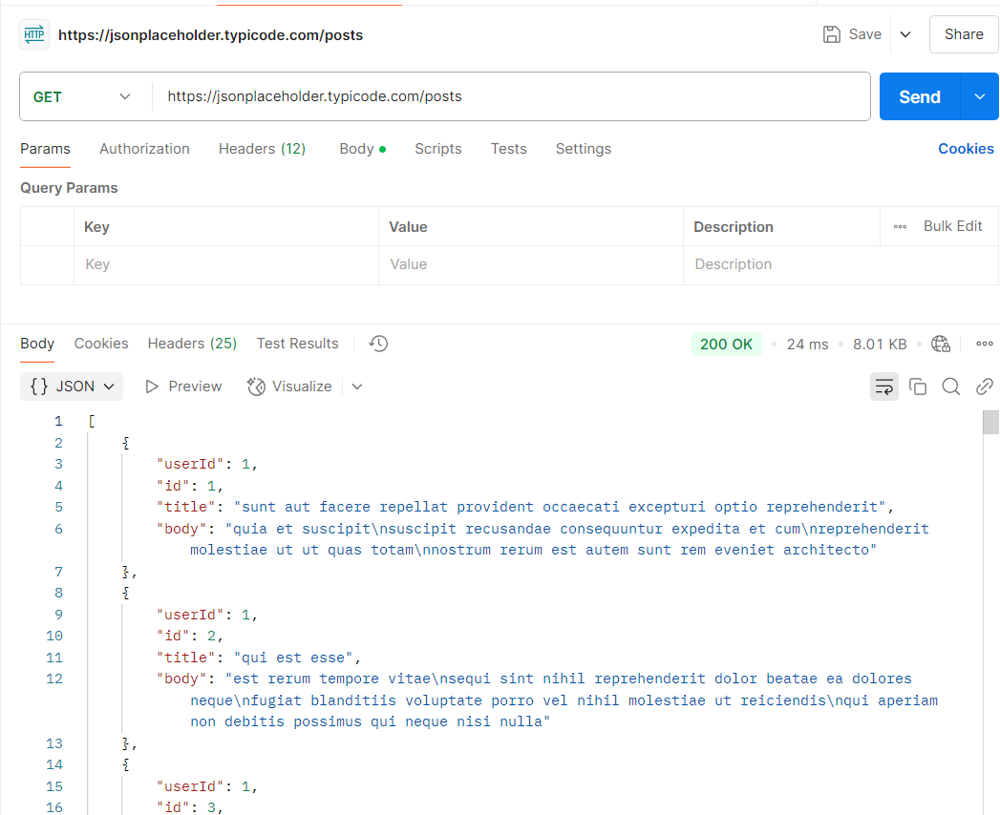 HTTP https://jsonplaceholder.typicode.com/posts Save Share
GET https://jsonplaceholder.typicode.com/posts Send
Params Authorization Headers (12) Body Scripts Tests Settings Cookies
Query Params
Key Value Description Bulk Edit
Key Value Description
Body Cookies Headers (25) Test Results 200 OK 24 ms 8.01 KB
{} JSON Preview Visualize
1 [
2 {
3 "userId": 1,
4 "id": 1,
5 "title": "sunt aut facere repellat provident occaecati excepturi optio reprehenderit",
6 "body": "quia et suscipit\nsuscipit recusandae consequuntur expedita et cum\nreprehenderit
molestiae ut ut quas totam\nnostrum rerum est autem sunt rem eveniet architecto"
7 },
8 {
9 "userId": 1,
10 "id": 2,
11 "title": "qui est esse",
12 "body": "est rerum tempore vitae\nsequi sint nihil reprehenderit dolor beatae ea dolores
neque\nfugiat blanditiis voluptate porro vel nihil molestiae ut reiciendis\nqui aperiam
non debitis possimus qui neque nisi nulla"
13 },
14 {
15 "userId": 1,
16 "id": 3,